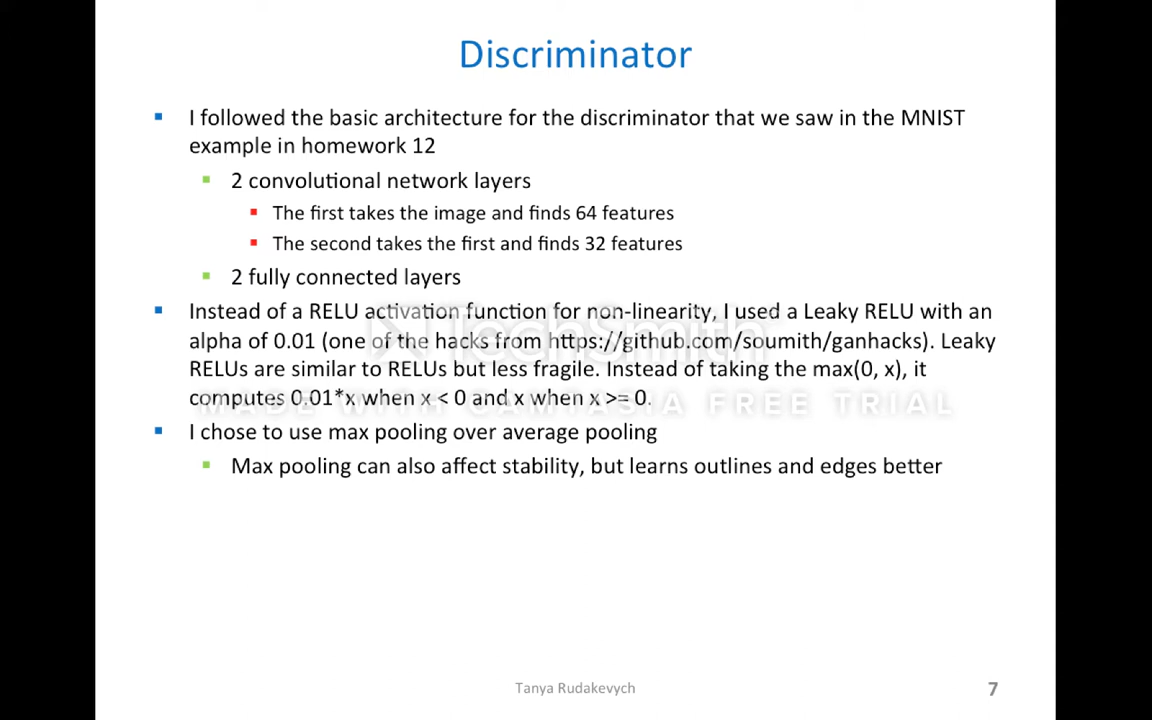 Discriminator
I followed the basic architecture for the discriminator that we saw in the MNIST
example in homework 12
2 convolutional network layers
The first takes the image and finds 64 features
The second takes the first and finds 32 features
2 fully connected layers
Instead of a RELU activation function for non-linearity, I used a Leaky RELU with an
alpha of 0.01 (one of the hacks from https://github.com/soumith/ganhacks). Leaky
RELUs are similar to RELUs but less fragile. Instead of taking the max(0, x), it
computes 0.01*x when x < 0 and x when x >= 0.
TechSmith
MADE WITH CAMTASIA FREE TRIAL
I chose to use max pooling over average pooling
Max pooling can also affect stability, but learns outlines and edges better
Tanya Rudakevych
7